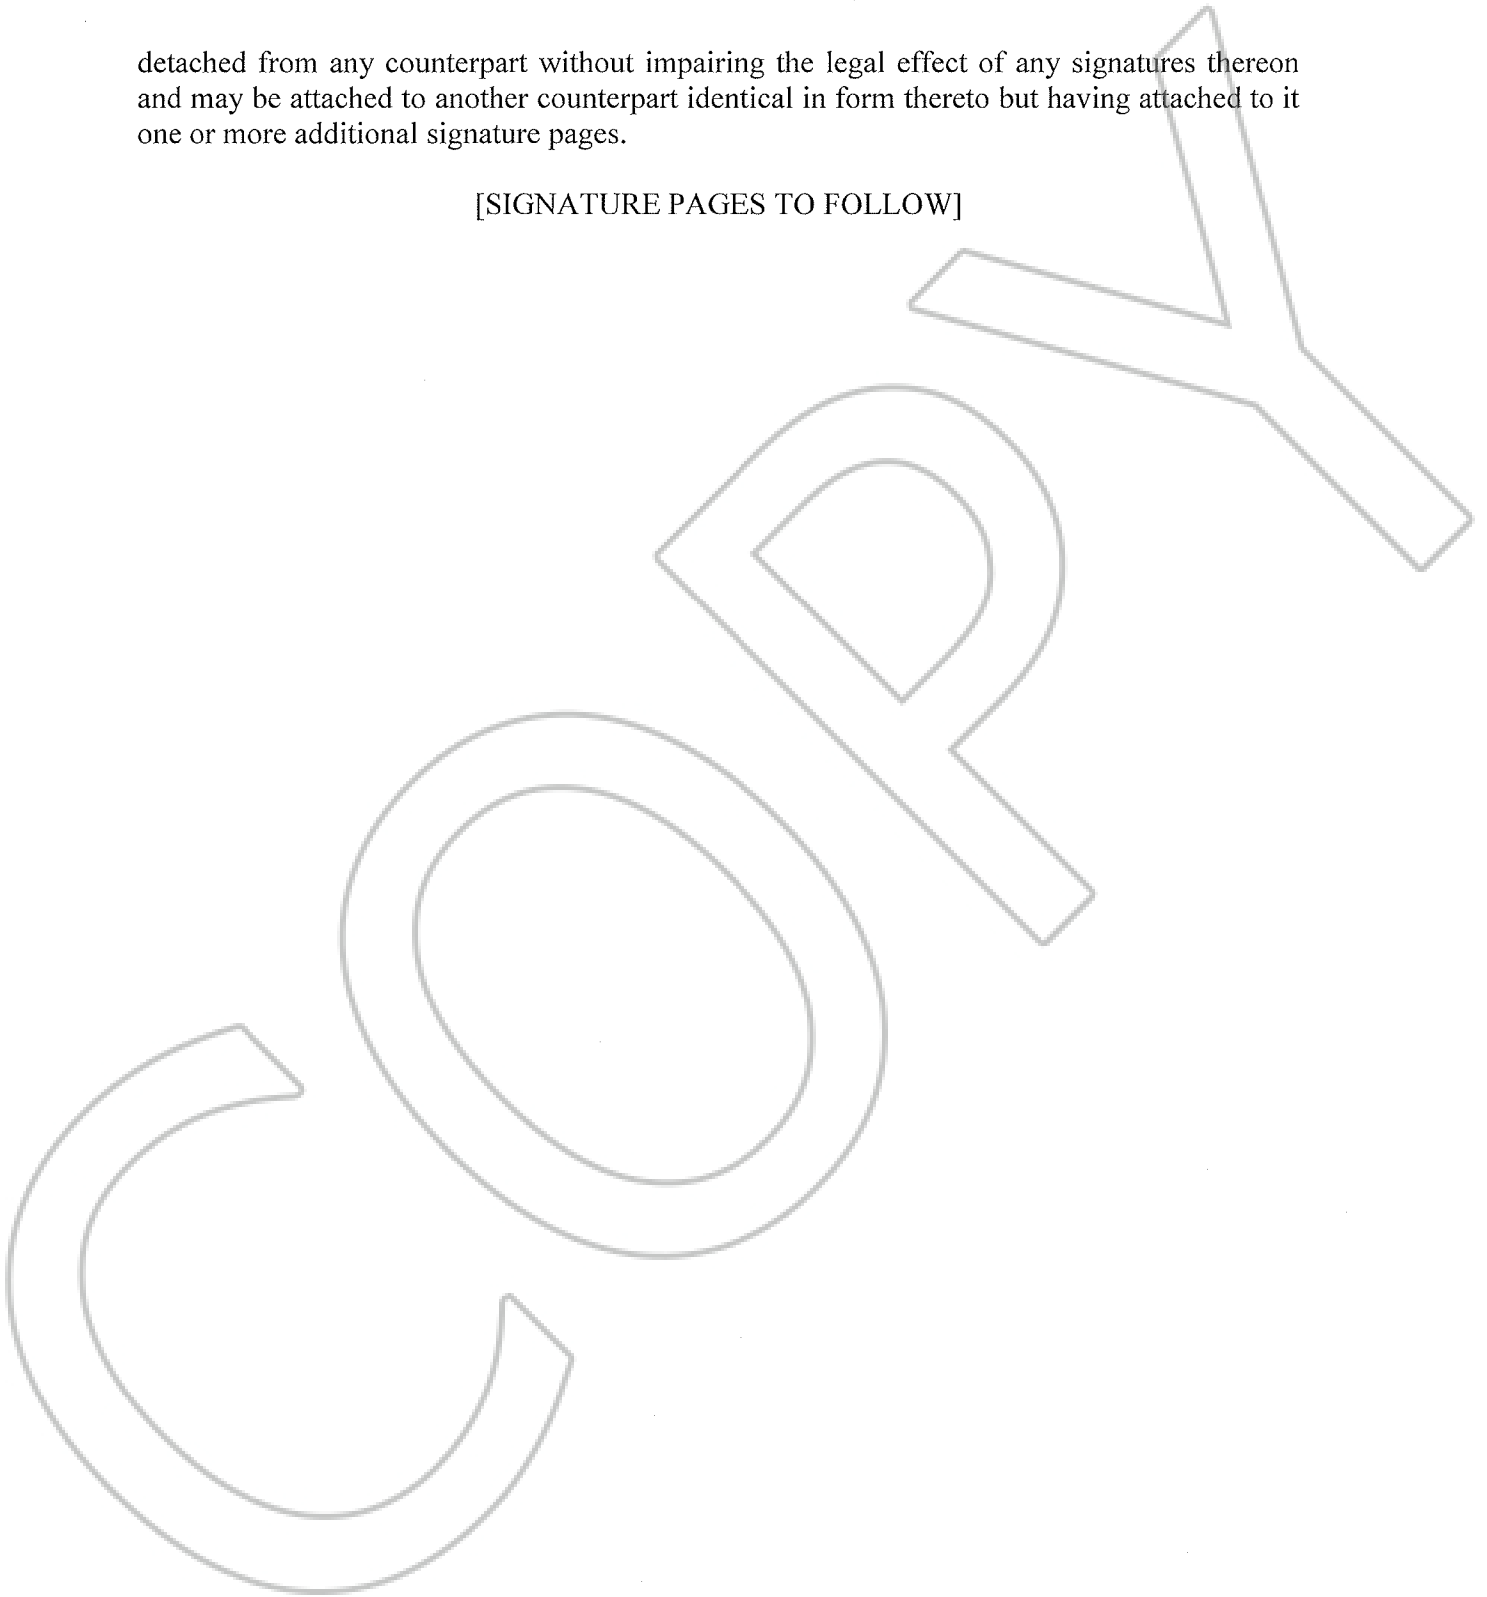 detached from any counterpart without impairing the legal effect of any signatures thereon
and may be attached to another counterpart identical in form thereto but having attached to it
one or more additional signature pages.
[SIGNATURE PAGES TO FOLLOW]
COPY